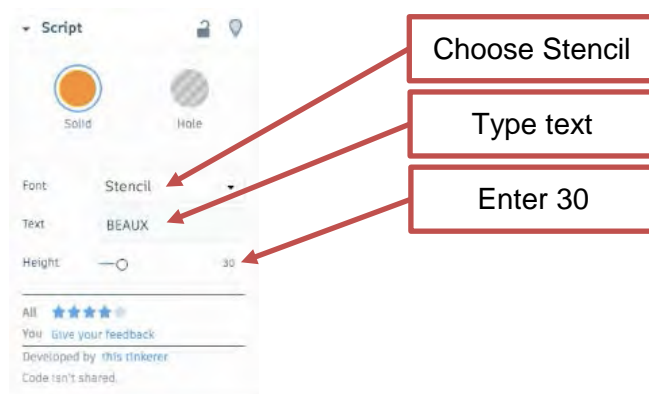 Script
Solid Hole
Font Stencil
Text BEAUX
Height 30
All
You Give your feedback
Developed by this tinkerer
Code isn't shared.
Choose Stencil
Type text
Enter 30